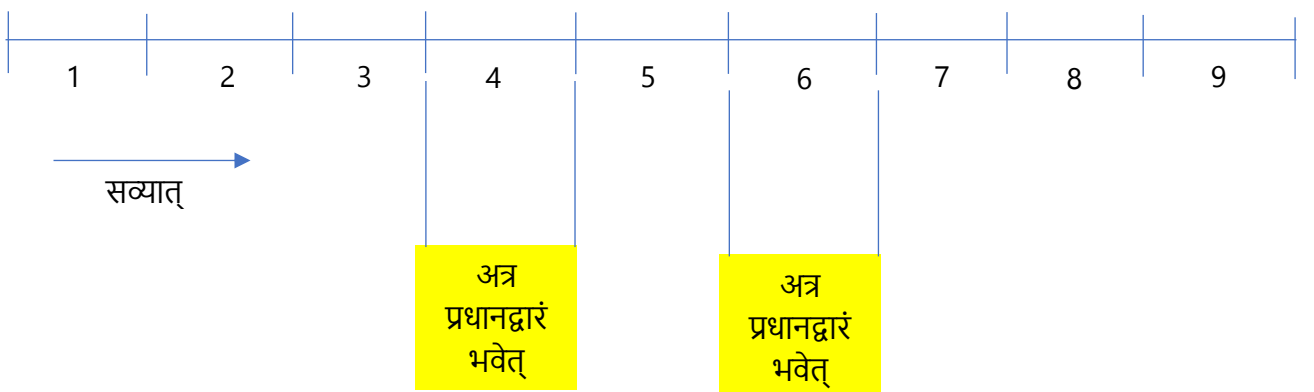 1 2 3 4 5 6 7 8 9
सव्यात्
अत्र
प्रधानद्वारं
भवेत्
अत्र
प्रधानद्वारं
भवेत्